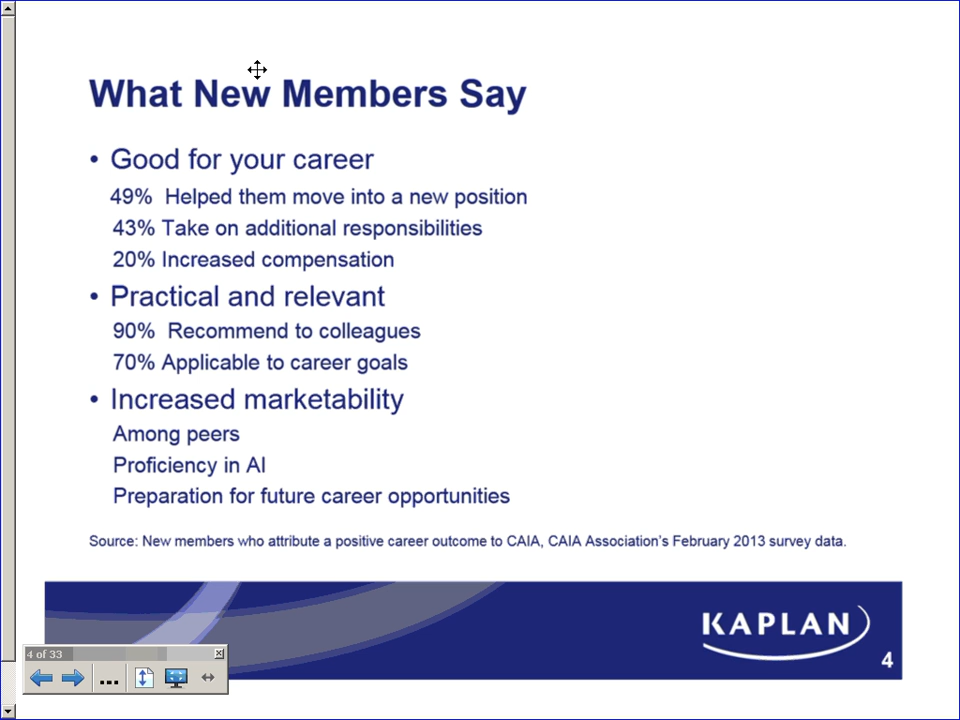 What New Members Say
• Good for your career
49% Helped them move into a new position
43% Take on additional responsibilities
20% Increased compensation
• Practical and relevant
90% Recommend to colleagues
70% Applicable to career goals
• Increased marketability
Among peers
Proficiency in AI
Preparation for future career opportunities
Source: New members who attribute a positive career outcome to CAIA, CAIA Association's February 2013 survey data.
KAPLAN
4
4 of 33